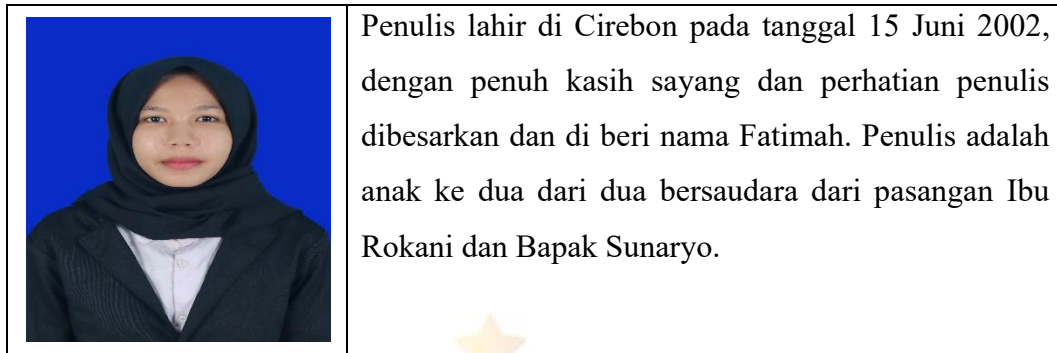 Penulis lahir di Cirebon pada tanggal 15 Juni 2002,
dengan penuh kasih sayang dan perhatian penulis
dibesarkan dan di beri nama Fatimah. Penulis adalah
anak ke dua dari dua bersaudara dari pasangan Ibu
Rokani dan Bapak Sunaryo.